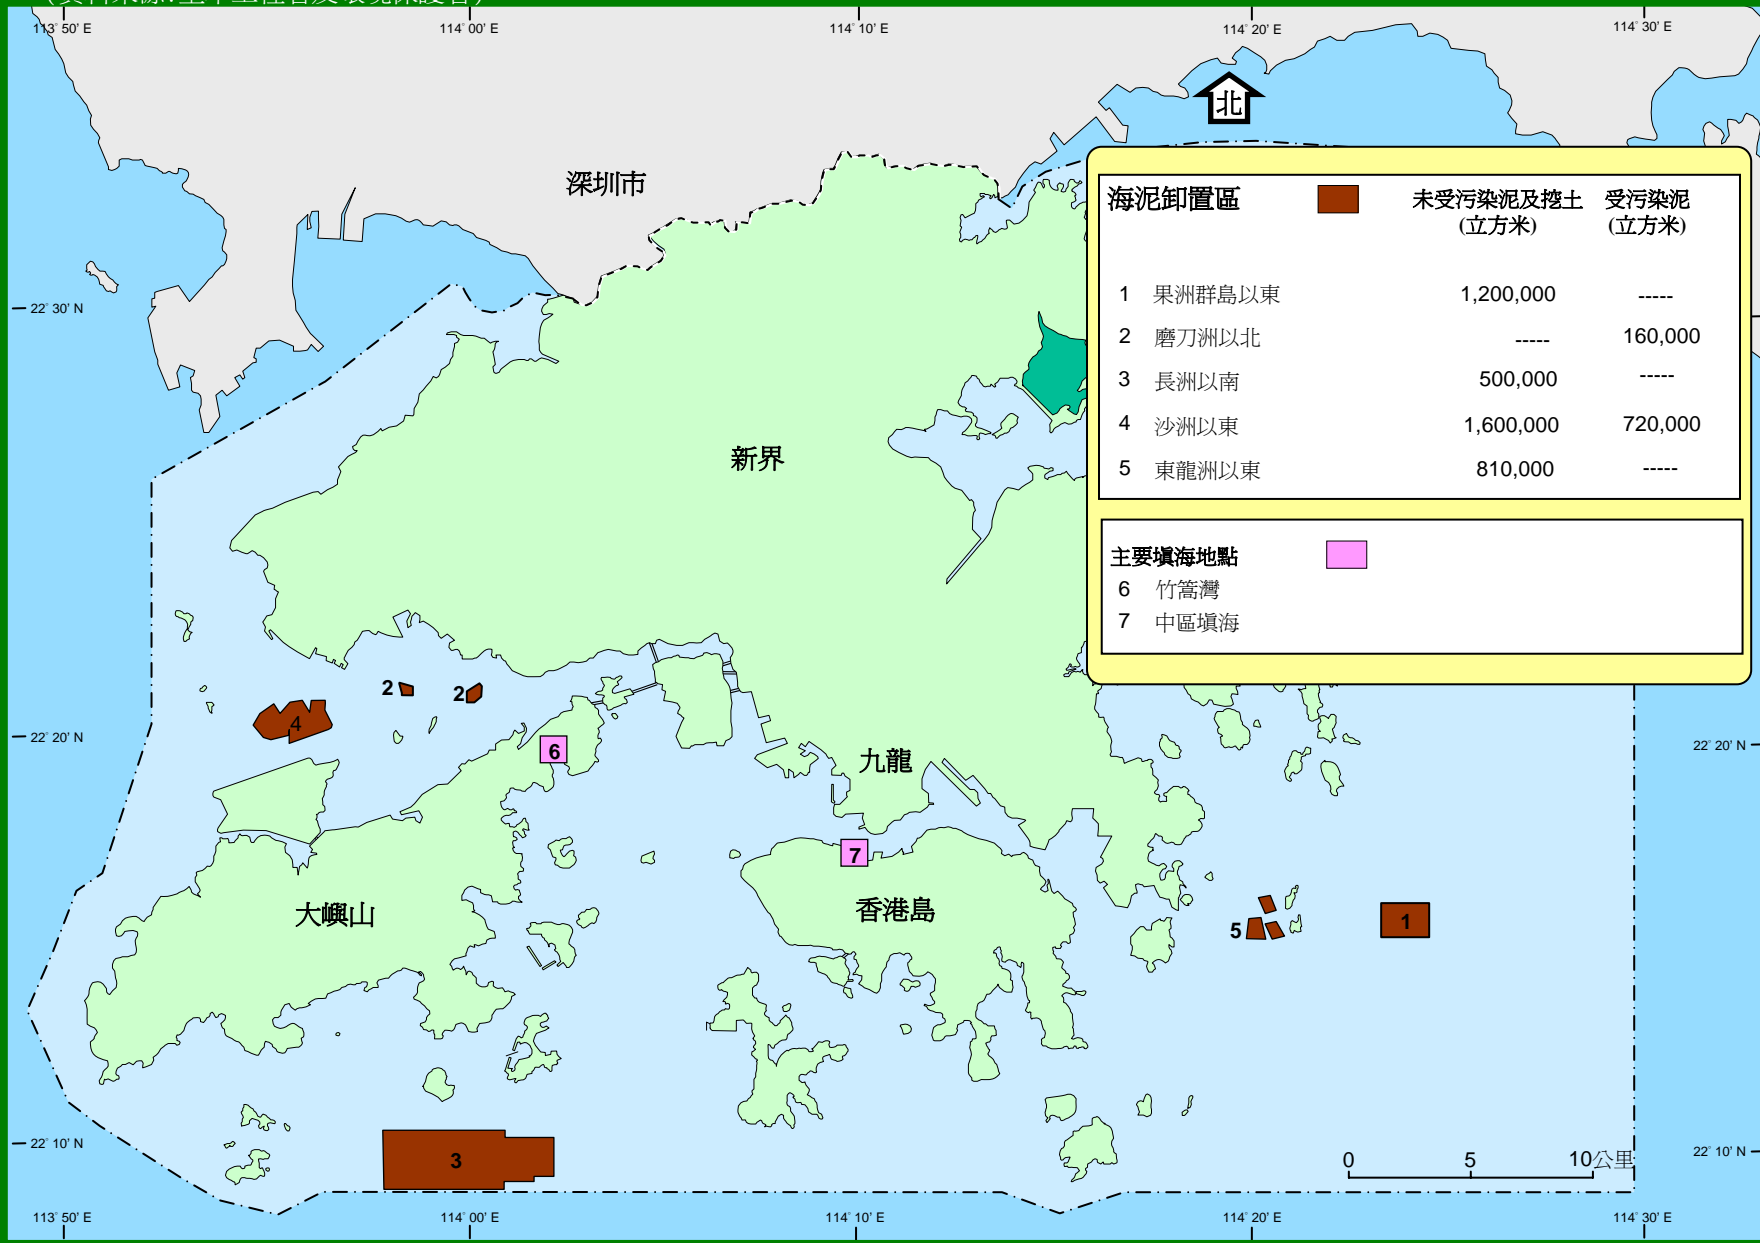 113° 50' E
114° 00' E
114° 10' E
114° 20' E
114° 30' E
北
深圳市
海泥卸置區 未受污染泥及挖土 受污染泥
(立方米) (立方米)
1 果洲群島以東 1,200,000 -----
2 磨刀洲以北 ----- 160,000
3 長洲以南 500,000 -----
4 沙洲以東 1,600,000 720,000
5 東龍洲以東 810,000 -----
主要填海地點
6 竹篙灣
7 中區填海
22° 30' N
新界
2
2
4
22° 20' N
6
九龍
22° 20' N
7
大嶼山
香港島
5
1
22° 10' N
3
0 5 10公里
22° 10' N
113° 50' E
114° 00' E
114° 10' E
114° 20' E
114° 30' E